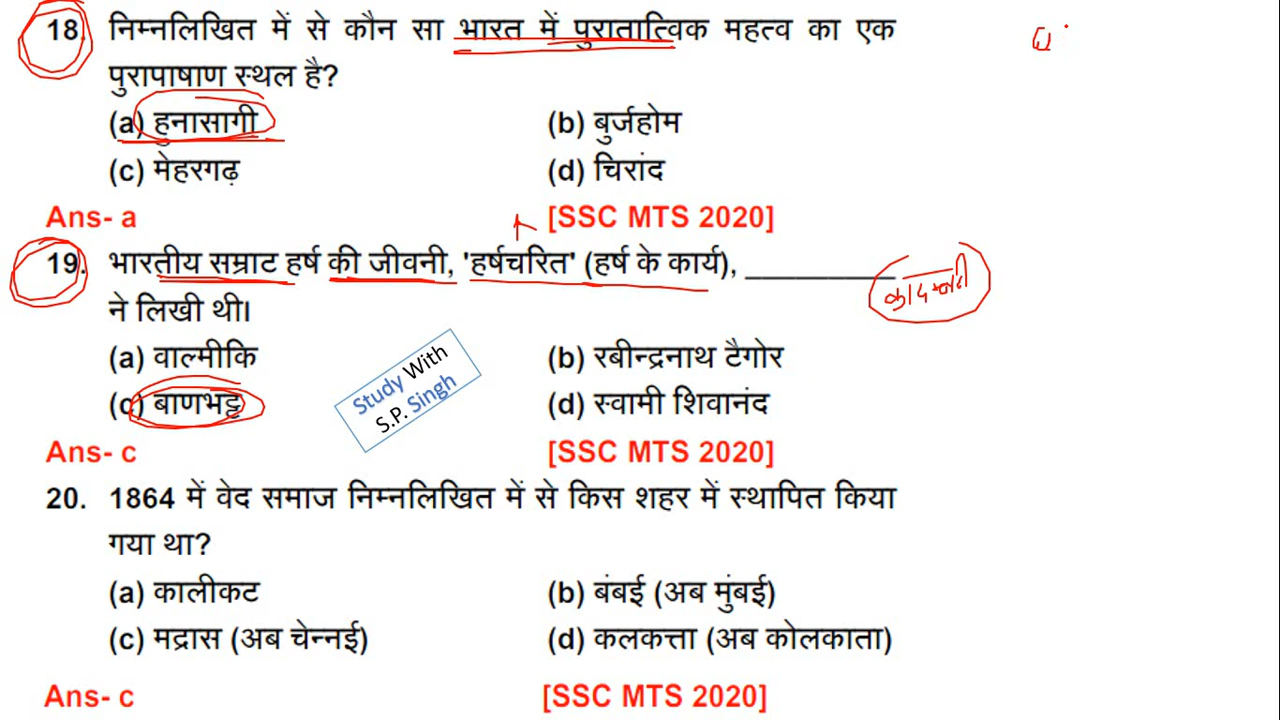 18. निम्नलिखित में से कौन सा भारत में पुरातात्विक महत्व का एक
पुरापाषाण स्थल है?
(a) हुनासागी (b) बुर्जहोम
(c) मेहरगढ़ (d) चिरांद
Ans- a [SSC MTS 2020]
19. भारतीय सम्राट हर्ष की जीवनी, 'हर्षचरित' (हर्ष के कार्य), __________
कादम्बरी
ने लिखी थी।
(a) वाल्मीकि (b) रबीन्द्रनाथ टैगोर
(c) बाणभट्ट (d) स्वामी शिवानंद
Study With
S.P. Singh
Ans- c [SSC MTS 2020]
20. 1864 में वेद समाज निम्नलिखित में से किस शहर में स्थापित किया
गया था?
(a) कालीकट (b) बंबई (अब मुंबई)
(c) मद्रास (अब चेन्नई) (d) कलकत्ता (अब कोलकाता)
Ans- c [SSC MTS 2020]